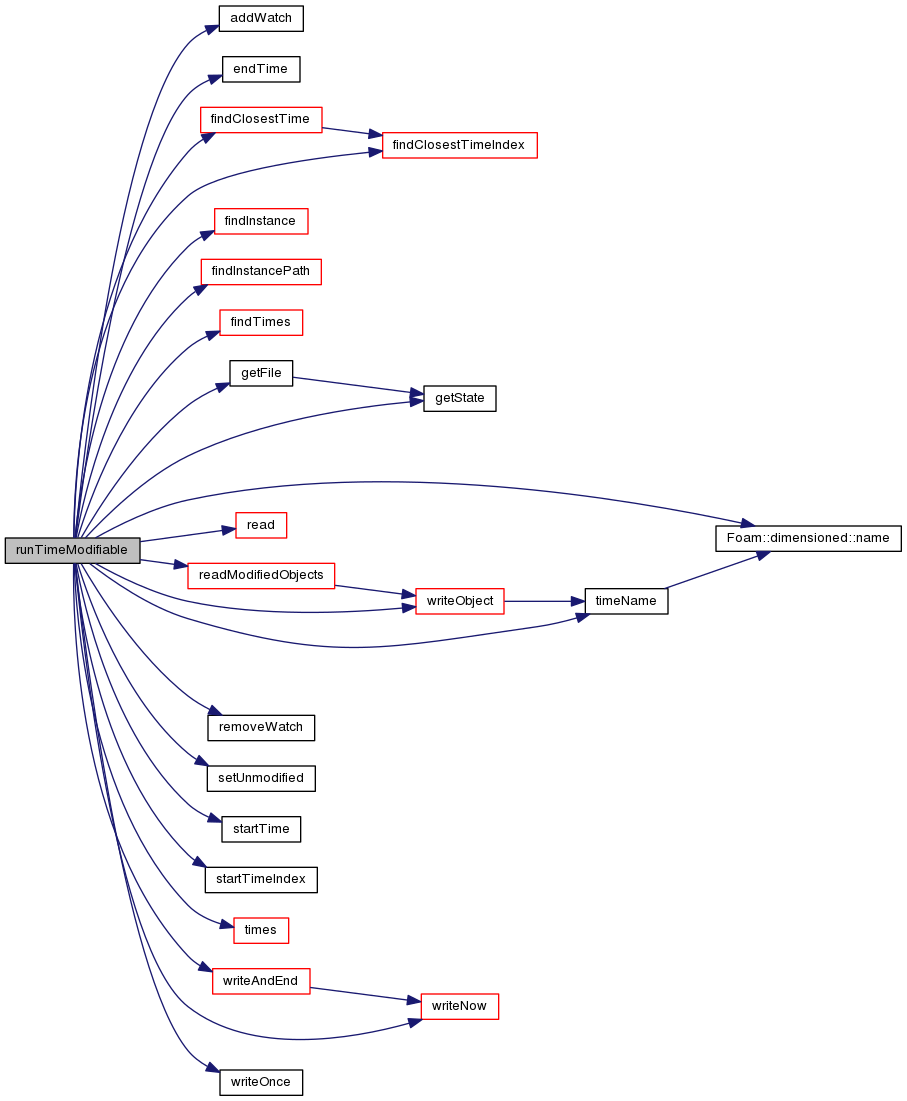 addWatch
endTime
findClosestTime
findClosestTimeIndex
findInstance
findInstancePath
findTimes
getFile
getState
read
Foam::dimensioned::name
runTimeModifiable
readModifiedObjects
writeObject
timeName
removeWatch
setUnmodified
startTime
startTimeIndex
times
writeAndEnd
writeNow
writeOnce